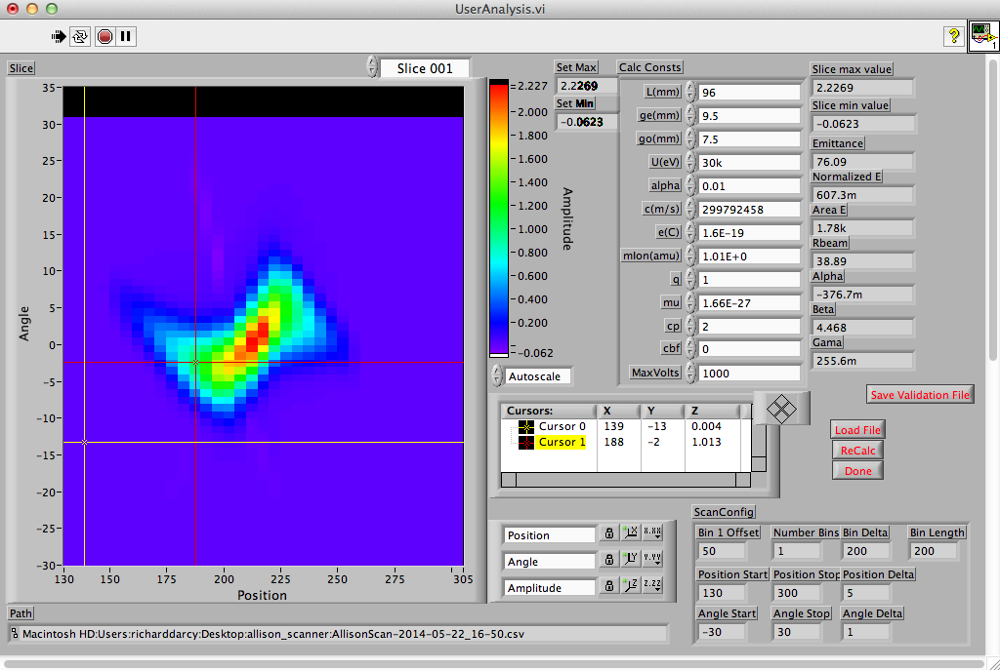 UserAnalysis.vi
Slice
Slice 001
35
30
25
20
15
10
5
0
-5
-10
-15
-20
-25
-30
Angle
130 150 175 200 225 250 275 305
Position
2.227
2.000
1.800
1.600
1.400
1.200
1.000
0.800
0.600
0.400
0.200
-0.062
Amplitude
Autoscale
Set Max
2.2269
Set Min
-0.0623
Calc Consts
L(mm) 96
ge(mm) 9.5
go(mm) 7.5
U(eV) 30k
alpha 0.01
c(m/s) 299792458
e(C) 1.6E-19
mIon(amu) 1.01E+0
q 1
mu 1.66E-27
cp 2
cbf 0
MaxVolts 1000
Slice max value
2.2269
Slice min value
-0.0623
Emittance
76.09
Normalized E
607.3m
Area E
1.78k
Rbeam
38.89
Alpha
-376.7m
Beta
4.468
Gama
255.6m
Save Validation File
Load File
ReCalc
Done
Cursors: X Y Z
Cursor 0 139 -13 0.004
Cursor 1 188 -2 1.013
Position X X.XX
Angle Y Y.YY
Amplitude Z Z.ZZ
ScanConfig
Bin 1 Offset Number Bins Bin Delta Bin Length
50 1 200 200
Position Start Position Stop Position Delta
130 300 5
Angle Start Angle Stop Angle Delta
-30 30 1
Path
Macintosh HD:Users:richarddarcy:Desktop:allison_scanner:AllisonScan-2014-05-22_16-50.csv